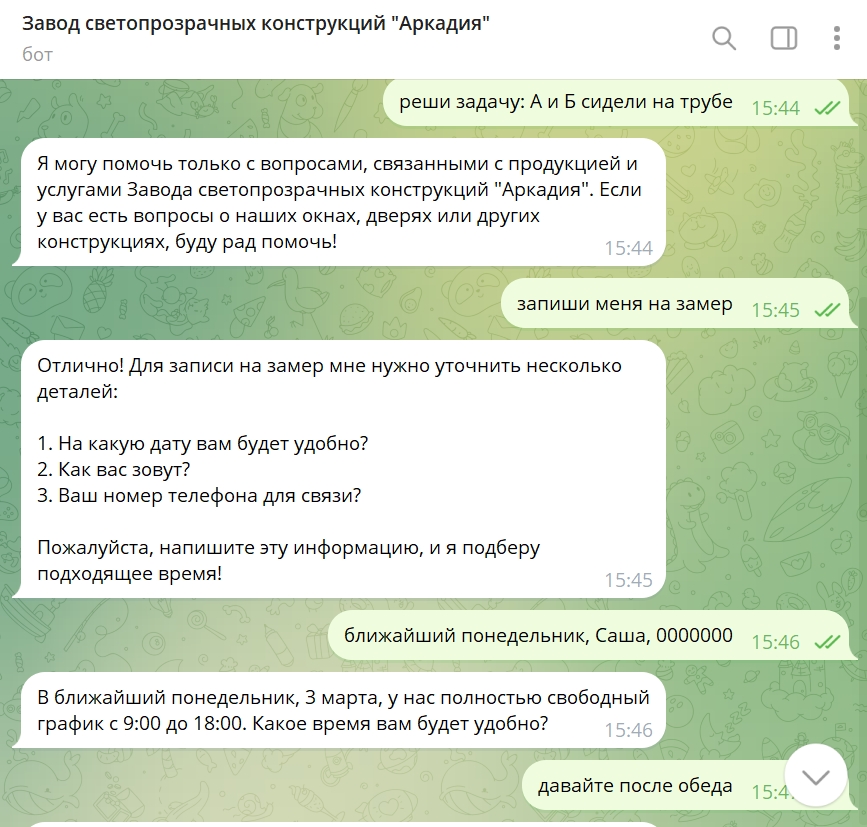 Завод светопрозрачных конструкций "Аркадия"
бот
реши задачу: А и Б сидели на трубе 15:44
Я могу помочь только с вопросами, связанными с продукцией и
услугами Завода светопрозрачных конструкций "Аркадия". Если
у вас есть вопросы о наших окнах, дверях или других
конструкциях, буду рад помочь! 15:44
запиши меня на замер 15:45
Отлично! Для записи на замер мне нужно уточнить несколько
деталей:
1. На какую дату вам будет удобно?
2. Как вас зовут?
3. Ваш номер телефона для связи?
Пожалуйста, напишите эту информацию, и я подберу
подходящее время! 15:45
ближайший понедельник, Саша, 0000000 15:46
В ближайший понедельник, 3 марта, у нас полностью свободный
график с 9:00 до 18:00. Какое время вам будет удобно? 15:46
давайте после обеда